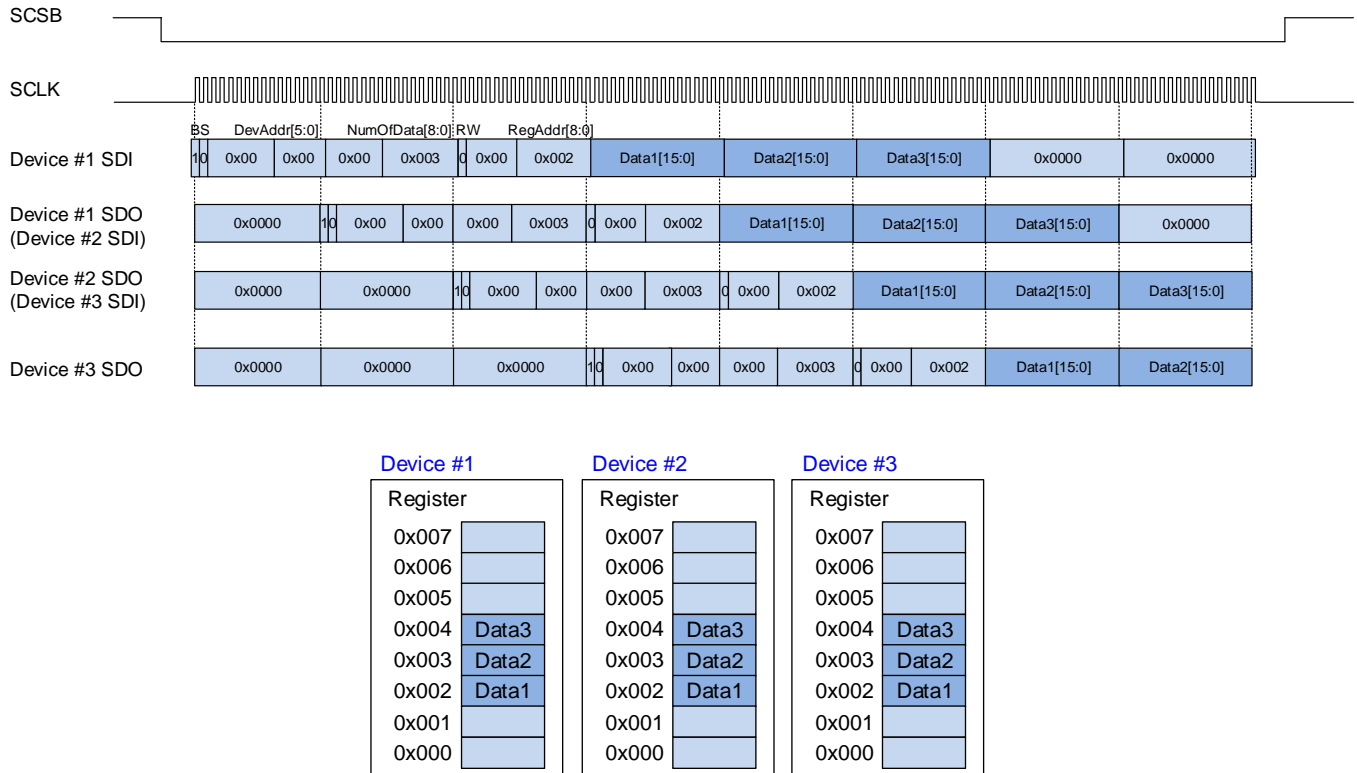 SCSB
SCLK
BS DevAddr[5:0] NumOfData[8:0] RW RegAddr[8:0]
Device #1 SDI 1 0 0x00 0x00 0x00 0x003 0 0x00 0x002 Data1[15:0] Data2[15:0] Data3[15:0] 0x0000 0x0000
Device #1 SDO
(Device #2 SDI)
0x0000 1 0 0x00 0x00 0x00 0x003 0 0x00 0x002 Data1[15:0] Data2[15:0] Data3[15:0] 0x0000
Device #2 SDO
(Device #3 SDI)
0x0000 0x0000 1 0 0x00 0x00 0x00 0x003 0 0x00 0x002 Data1[15:0] Data2[15:0] Data3[15:0]
Device #3 SDO 0x0000 0x0000 0x0000 1 0 0x00 0x00 0x00 0x003 0 0x00 0x002 Data1[15:0] Data2[15:0]
Device #1 Device #2 Device #3
Register Register Register
0x007 0x007 0x007
0x006 0x006 0x006
0x005 0x005 0x005
0x004 Data3 0x004 Data3 0x004 Data3
0x003 Data2 0x003 Data2 0x003 Data2
0x002 Data1 0x002 Data1 0x002 Data1
0x001 0x001 0x001
0x000 0x000 0x000